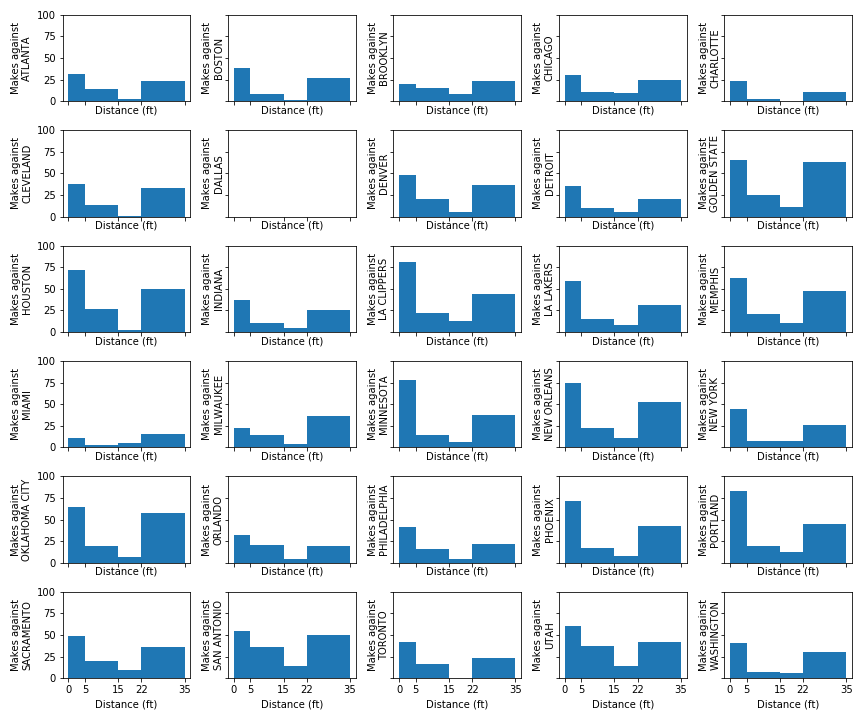 100
75
50
25
0
Makes against
ATLANTA
Distance (ft)
Makes against
BOSTON
Distance (ft)
Makes against
BROOKLYN
Distance (ft)
Makes against
CHICAGO
Distance (ft)
Makes against
CHARLOTTE
Distance (ft)
100
75
50
25
0
Makes against
CLEVELAND
Distance (ft)
Makes against
DALLAS
Distance (ft)
Makes against
DENVER
Distance (ft)
Makes against
DETROIT
Distance (ft)
Makes against
GOLDEN STATE
Distance (ft)
100
75
50
25
0
Makes against
HOUSTON
Distance (ft)
Makes against
INDIANA
Distance (ft)
Makes against
LA CLIPPERS
Distance (ft)
Makes against
LA LAKERS
Distance (ft)
Makes against
MEMPHIS
Distance (ft)
100
75
50
25
0
Makes against
MIAMI
Distance (ft)
Makes against
MILWAUKEE
Distance (ft)
Makes against
MINNESOTA
Distance (ft)
Makes against
NEW ORLEANS
Distance (ft)
Makes against
NEW YORK
Distance (ft)
100
75
50
25
0
Makes against
OKLAHOMA CITY
Distance (ft)
Makes against
ORLANDO
Distance (ft)
Makes against
PHILADELPHIA
Distance (ft)
Makes against
PHOENIX
Distance (ft)
Makes against
PORTLAND
Distance (ft)
100
75
50
25
0
Makes against
SACRAMENTO
0 5 15 22 35
Distance (ft)
Makes against
SAN ANTONIO
0 5 15 22 35
Distance (ft)
Makes against
TORONTO
0 5 15 22 35
Distance (ft)
Makes against
UTAH
0 5 15 22 35
Distance (ft)
Makes against
WASHINGTON
0 5 15 22 35
Distance (ft)